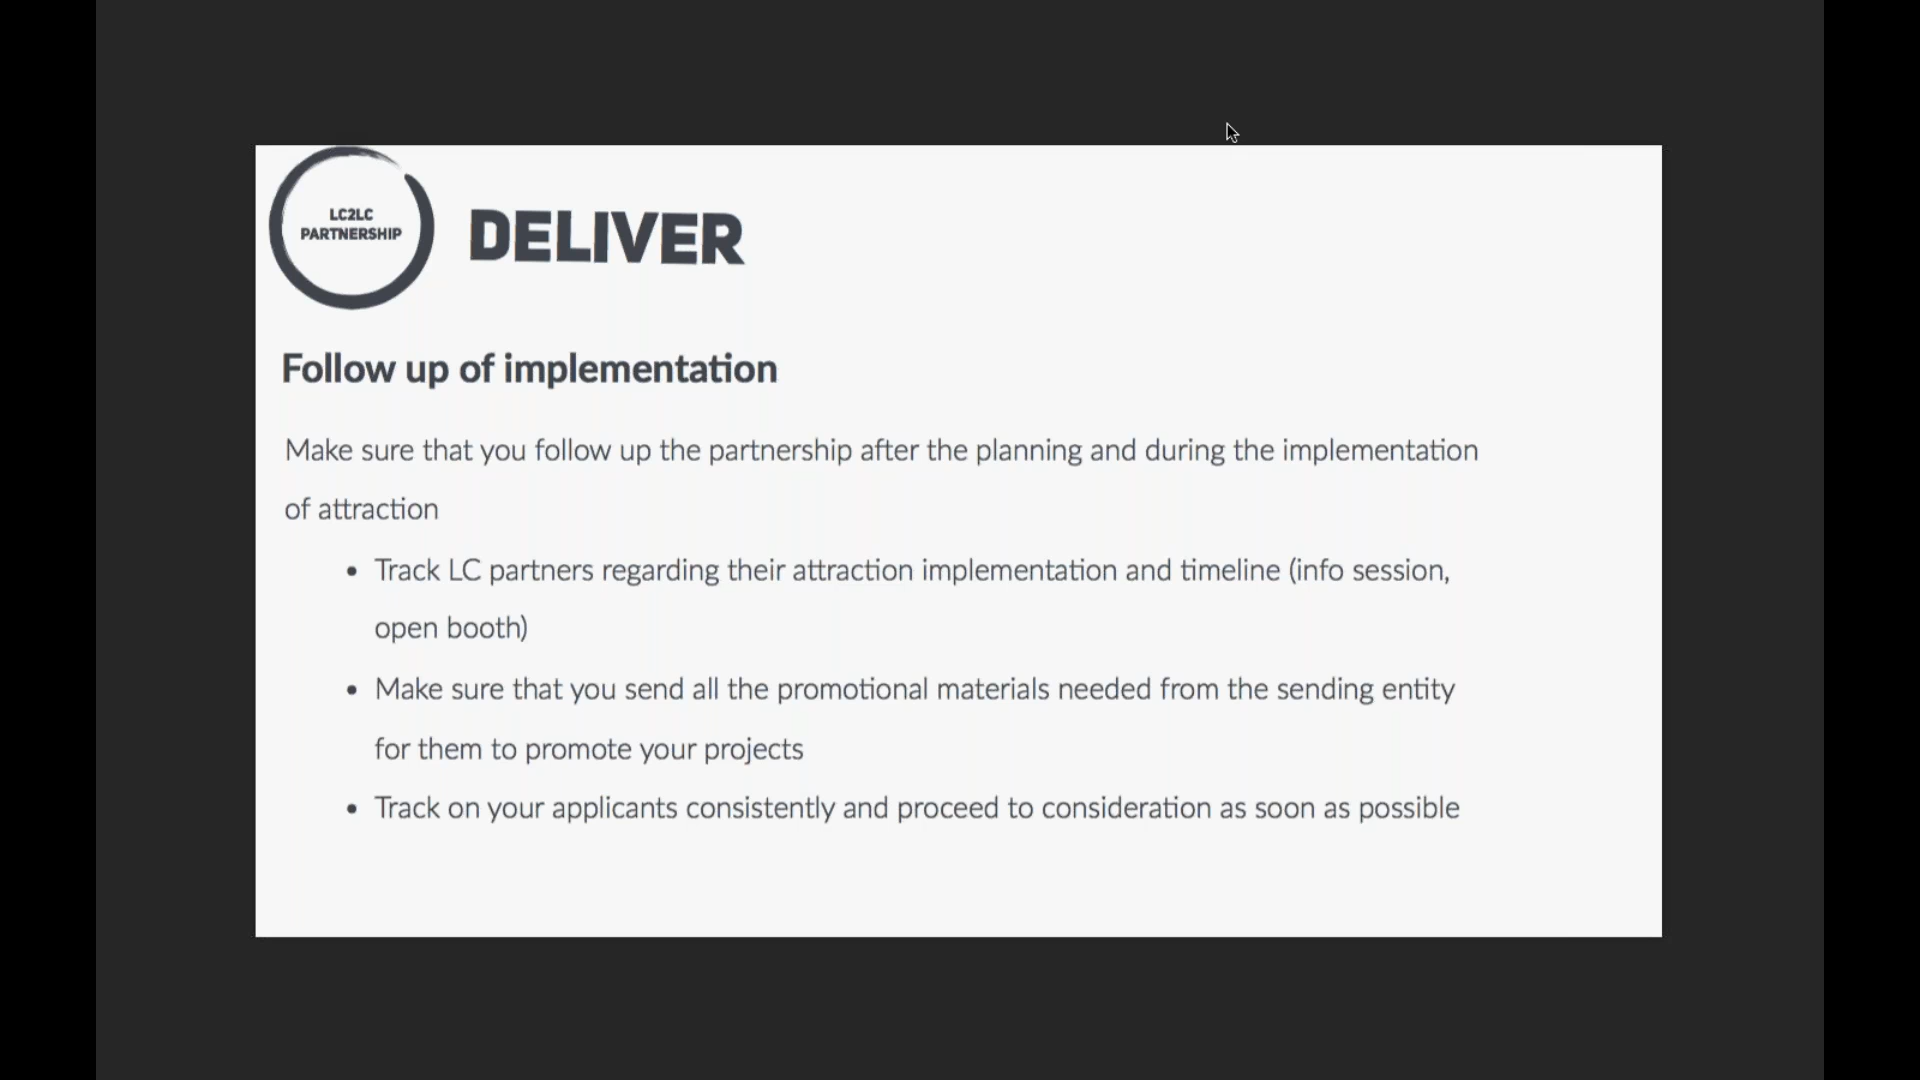 LC2LC
PARTNERSHIP
DELIVER
Follow up of implementation
Make sure that you follow up the partnership after the planning and during the implementation
of attraction
• Track LC partners regarding their attraction implementation and timeline (info session,
open booth)
• Make sure that you send all the promotional materials needed from the sending entity
for them to promote your projects
• Track on your applicants consistently and proceed to consideration as soon as possible